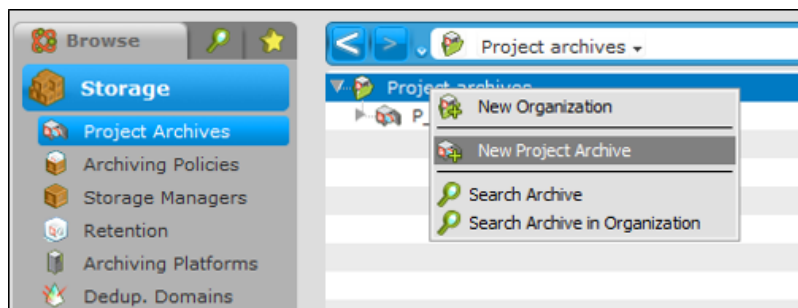 Browse
Storage
Project Archives
Archiving Policies
Storage Managers
Retention
Archiving Platforms
Dedup. Domains
Project archives
Project archives
P_
New Organization
New Project Archive
Search Archive
Search Archive in Organization